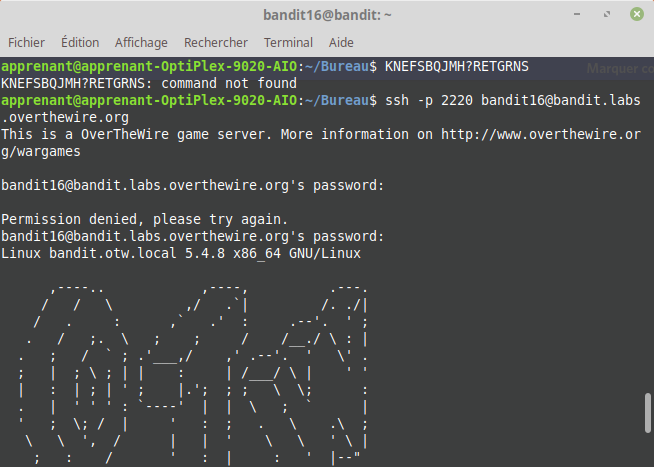 bandit16@bandit: ~
Fichier Édition Affichage Rechercher Terminal Aide
apprenant@apprenant-OptiPlex-9020-AIO:~/Bureau$ KNEFSBQJMH?RETGRNS
Marquer co
KNEFSBQJMH?RETGRNS: command not found
apprenant@apprenant-OptiPlex-9020-AIO:~/Bureau$ ssh -p 2220 bandit16@bandit.labs
.overthewire.org
This is a OverTheWire game server. More information on http://www.overthewire.or
g/wargames
bandit16@bandit.labs.overthewire.org's password:
Permission denied, please try again.
bandit16@bandit.labs.overthewire.org's password:
Linux bandit.otw.local 5.4.8 x86_64 GNU/Linux